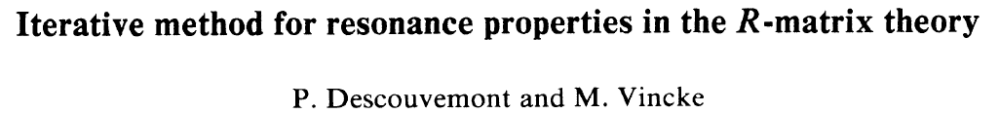 Iterative method for resonance properties in the R-matrix theory
P. Descouvemont and M. Vincke